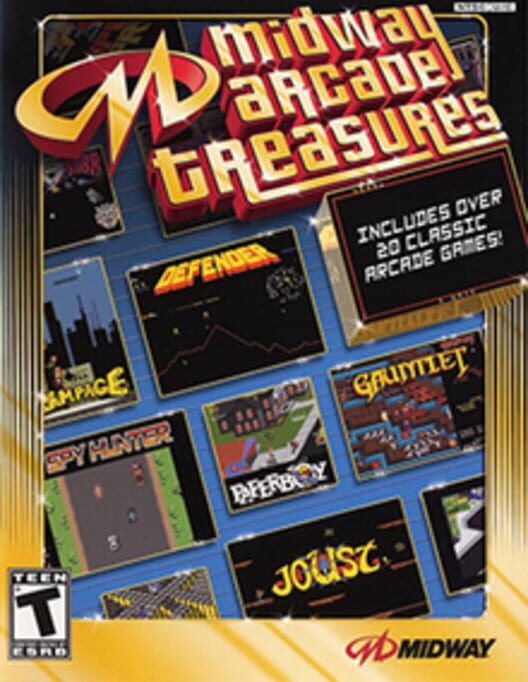 NTSC U/C
midway
arcade
treasures
INCLUDES OVER
20 CLASSIC
ARCADE GAMES!
DEFENDER
RAMPAGE
GAUNTLET
SPY HUNTER
PAPERBOY
JOUST
TEEN
T
ESRB
MIDWAY